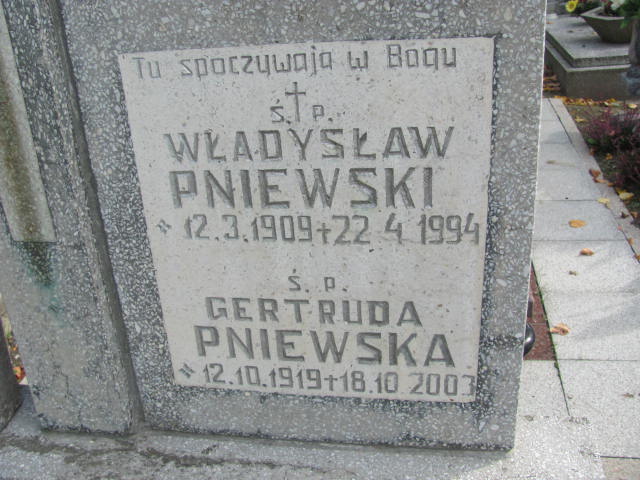 Tu spoczywają w Bogu
ś.†p.
WŁADYSŁAW
PNIEWSKI
* 12.3.1909 + 22 4 1994
ś. p.
GERTRUDA
PNIEWSKA
* 12.10.1919 + 18.10 2003